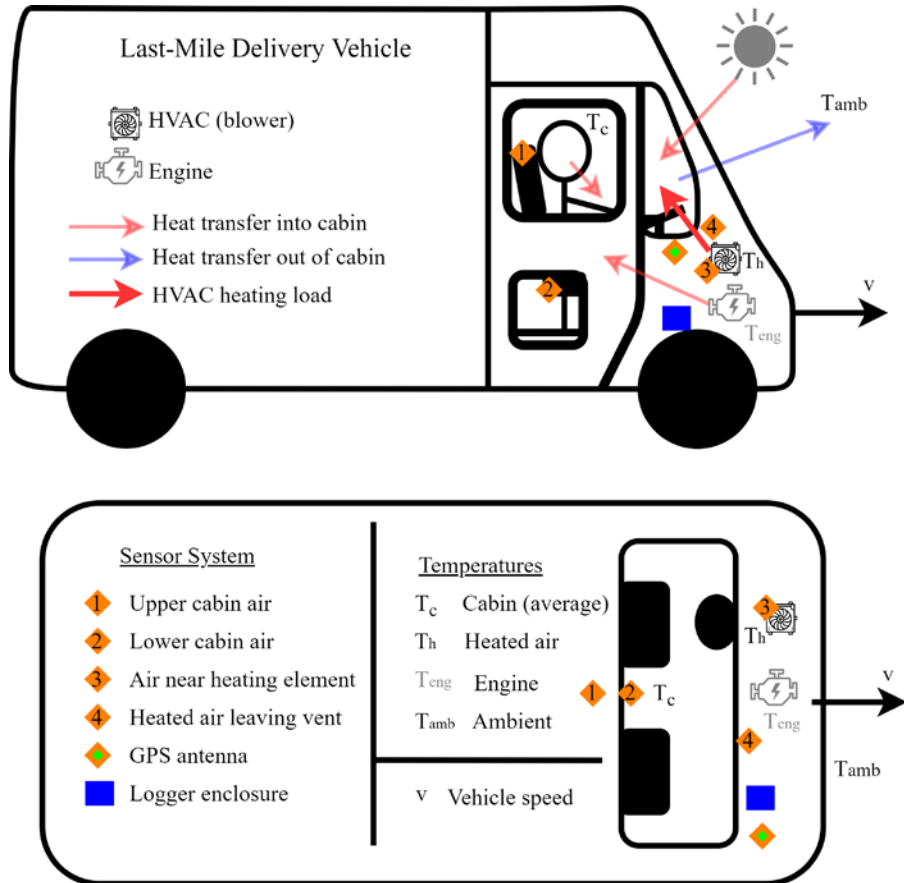 Last-Mile Delivery Vehicle
HVAC (blower)
Engine
Heat transfer into cabin
Heat transfer out of cabin
HVAC heating load
Tc
1
2
Tamb
4
3
Th
Teng
v
Sensor System
1 Upper cabin air
2 Lower cabin air
3 Air near heating element
4 Heated air leaving vent
GPS antenna
Logger enclosure
Temperatures
Tc Cabin (average)
Th Heated air
Teng Engine
Tamb Ambient
v Vehicle speed
3
Th
1
2
Tc
Teng
4
v
Tamb